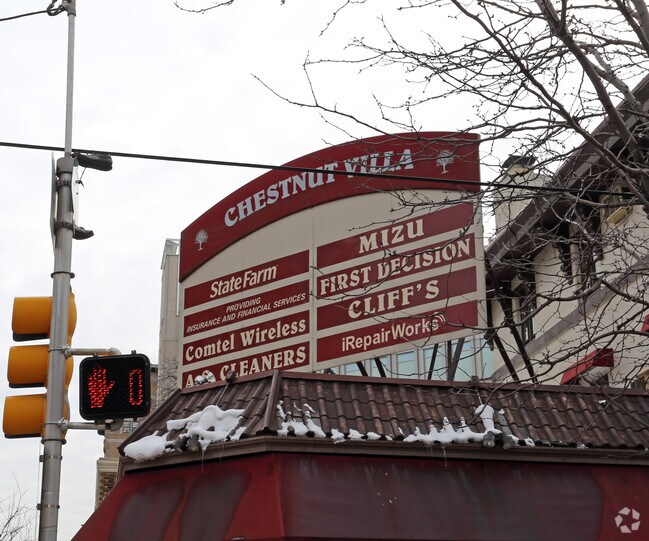 CHESTNUT VILLA
State Farm
PROVIDING
INSURANCE AND FINANCIAL SERVICES
Comtel Wireless
CLEANERS
MIZU
FIRST DECISION
CLIFF'S
iRepairWorks
0